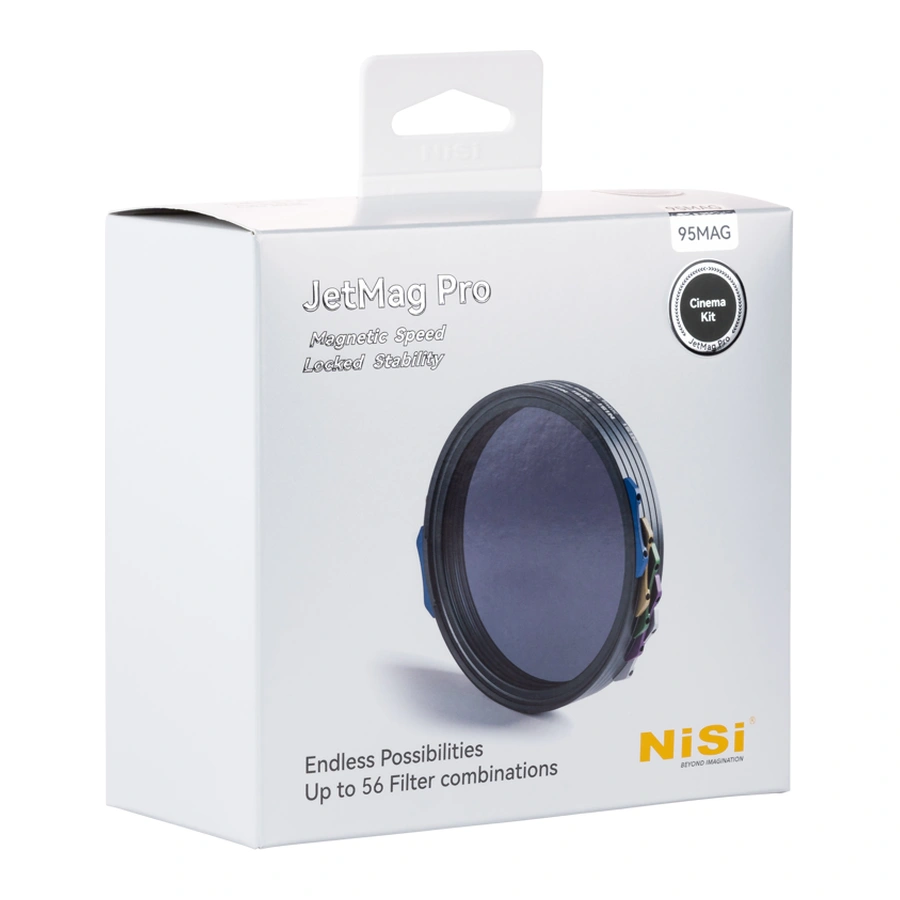 NiSi
95MAG
95MAG
Cinema
Kit
JetMag Pro
JetMag Pro
Magnetic Speed
Locked Stability
Endless Possibilities
Up to 56 Filter combinations
NiSi®
BEYOND IMAGINATION